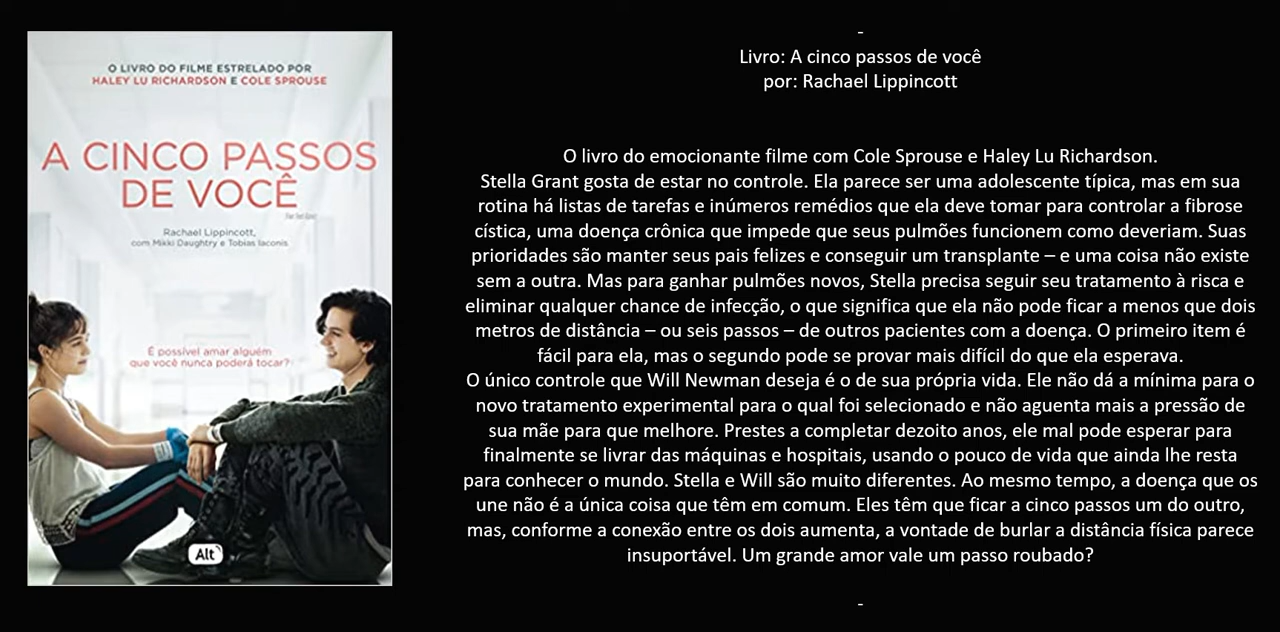 O LIVRO DO FILME ESTRELADO POR
HALEY LU RICHARDSON E COLE SPROUSE
A CINCO PASSOS
DE VOCÊ
Rachael Lippincott,
com Mikki Daughtry e Tobias Iaconis
É possível amar alguém
que você nunca poderá tocar?
Alt
-
Livro: A cinco passos de você
por: Rachael Lippincott
O livro do emocionante filme com Cole Sprouse e Haley Lu Richardson.
Stella Grant gosta de estar no controle. Ela parece ser uma adolescente típica, mas em sua
rotina há listas de tarefas e inúmeros remédios que ela deve tomar para controlar a fibrose
cística, uma doença crônica que impede que seus pulmões funcionem como deveriam. Suas
prioridades são manter seus pais felizes e conseguir um transplante – e uma coisa não existe
sem a outra. Mas para ganhar pulmões novos, Stella precisa seguir seu tratamento à risca e
eliminar qualquer chance de infecção, o que significa que ela não pode ficar a menos que dois
metros de distância – ou seis passos – de outros pacientes com a doença. O primeiro item é
fácil para ela, mas o segundo pode se provar mais difícil do que ela esperava.
O único controle que Will Newman deseja é o de sua própria vida. Ele não dá a mínima para o
novo tratamento experimental para o qual foi selecionado e não aguenta mais a pressão de
sua mãe para que melhore. Prestes a completar dezoito anos, ele mal pode esperar para
finalmente se livrar das máquinas e hospitais, usando o pouco de vida que ainda lhe resta
para conhecer o mundo. Stella e Will são muito diferentes. Ao mesmo tempo, a doença que os
une não é a única coisa que têm em comum. Eles têm que ficar a cinco passos um do outro,
mas, conforme a conexão entre os dois aumenta, a vontade de burlar a distância física parece
insuportável. Um grande amor vale um passo roubado?
-